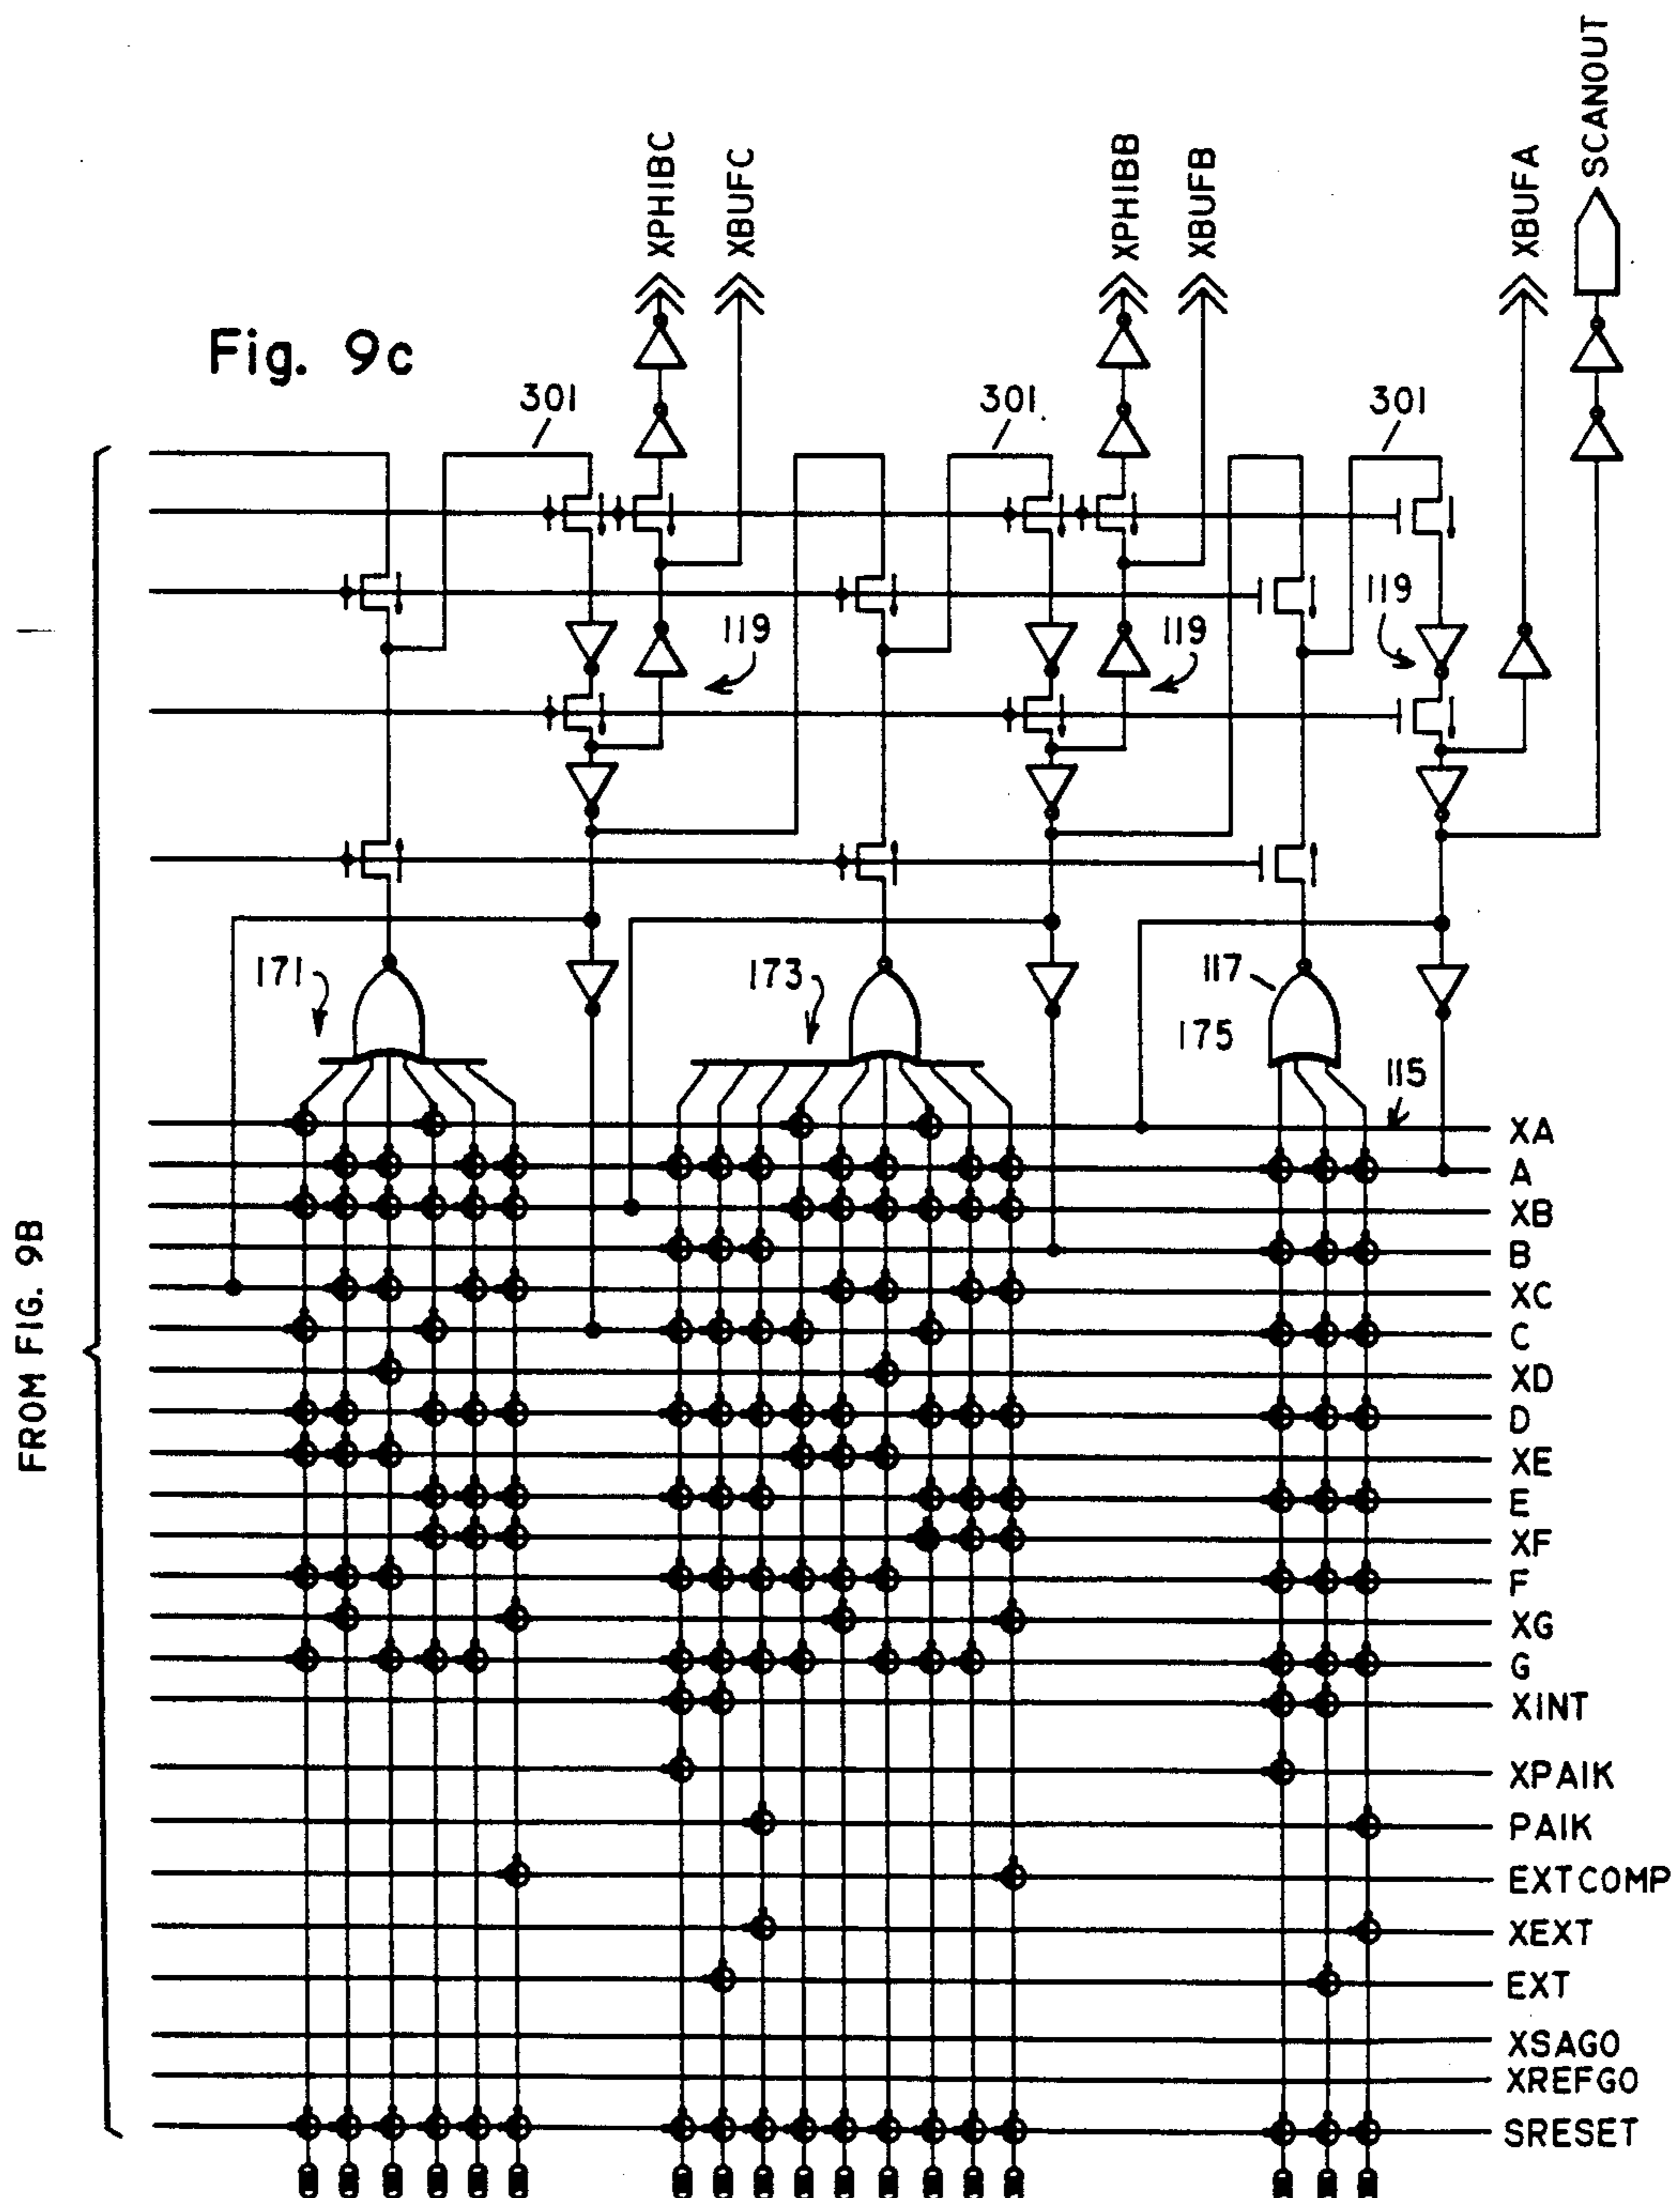 SCANOUT
XPHIBC
XBUFC
XPHIBB
XBUFB
XBUFA
Fig. 9c
301
301
301
119
119
119
171
173
117
175
115
FROM FIG. 9B
XA
A
XB
B
XC
C
XD
D
XE
E
XF
F
XG
G
XINT
XPAIK
PAIK
EXTCOMP
XEXT
EXT
XSAGO
XREFGO
SRESET